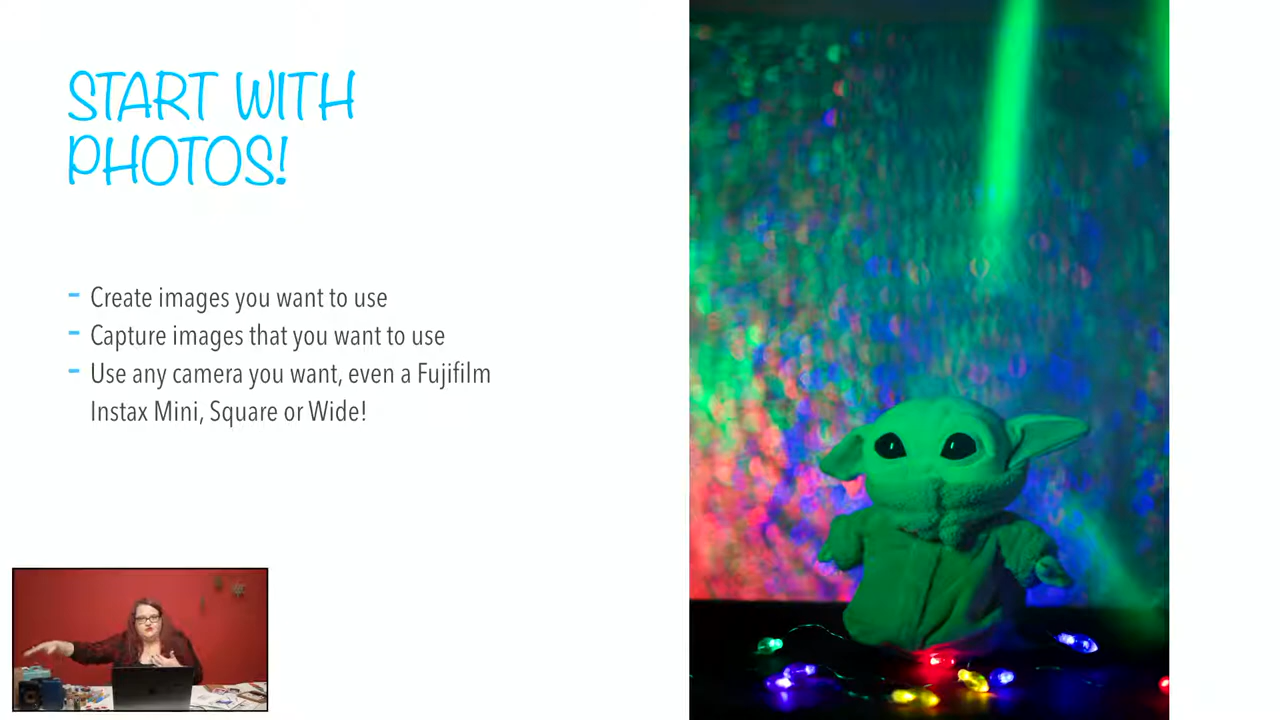 START WITH
PHOTOS!
- Create images you want to use
- Capture images that you want to use
- Use any camera you want, even a Fujifilm
Instax Mini, Square or Wide!